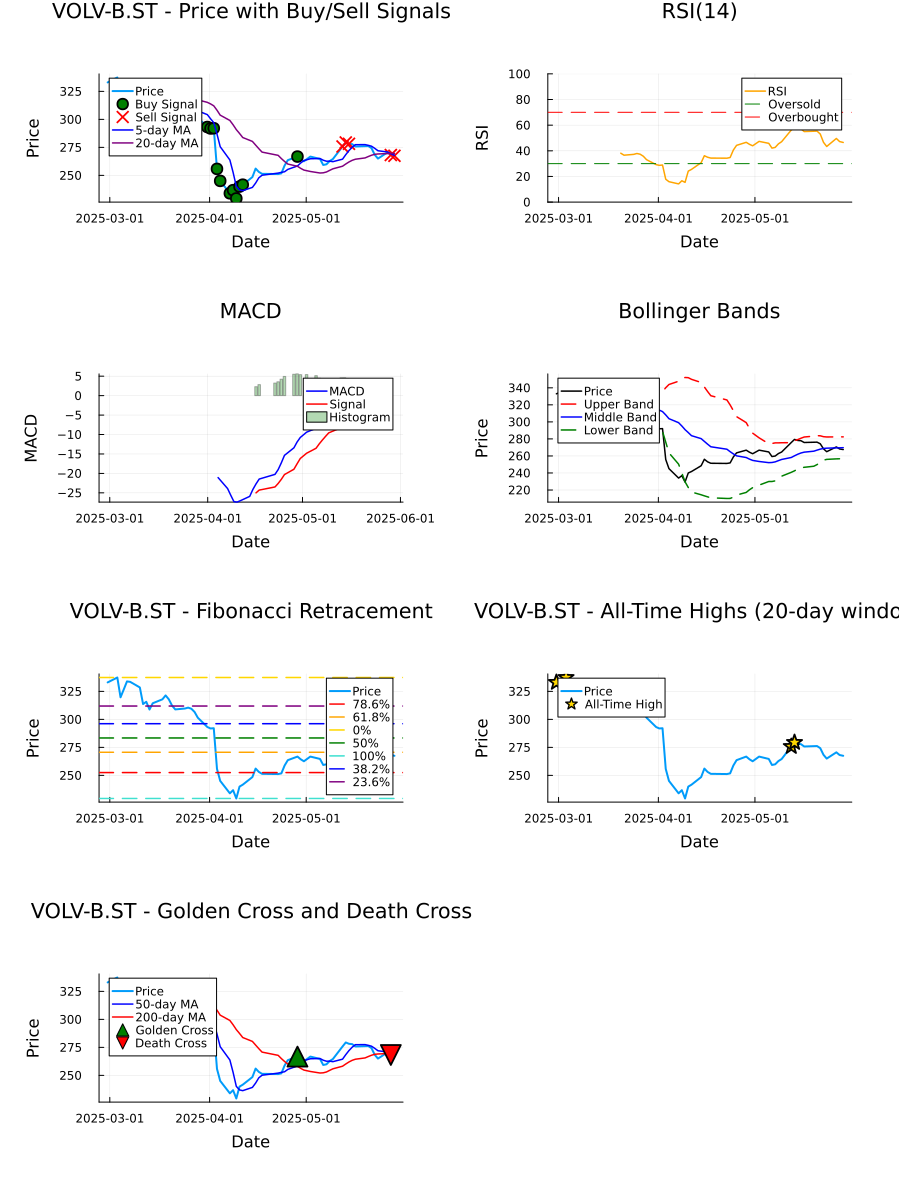 VOLV-B.ST - Price with Buy/Sell Signals
Price
325
300
275
250
Price
Buy Signal
Sell Signal
5-day MA
20-day MA
2025-03-01
2025-04-01
2025-05-01
Date
RSI(14)
RSI
100
80
60
40
20
0
RSI
Oversold
Overbought
2025-03-01
2025-04-01
2025-05-01
Date
MACD
MACD
5
0
−5
−10
−15
−20
−25
MACD
Signal
Histogram
2025-03-01
2025-04-01
2025-05-01
2025-06-01
Date
Bollinger Bands
Price
340
320
300
280
260
240
220
Price
Upper Band
Middle Band
Lower Band
2025-03-01
2025-04-01
2025-05-01
Date
VOLV-B.ST - Fibonacci Retracement
Price
325
300
275
250
Price
78.6%
61.8%
0%
50%
100%
38.2%
23.6%
2025-03-01
2025-04-01
2025-05-01
Date
VOLV-B.ST - All-Time Highs (20-day windo
Price
325
300
275
250
Price
All-Time High
2025-03-01
2025-04-01
2025-05-01
Date
VOLV-B.ST - Golden Cross and Death Cross
Price
325
300
275
250
Price
50-day MA
200-day MA
Golden Cross
Death Cross
2025-03-01
2025-04-01
2025-05-01
Date